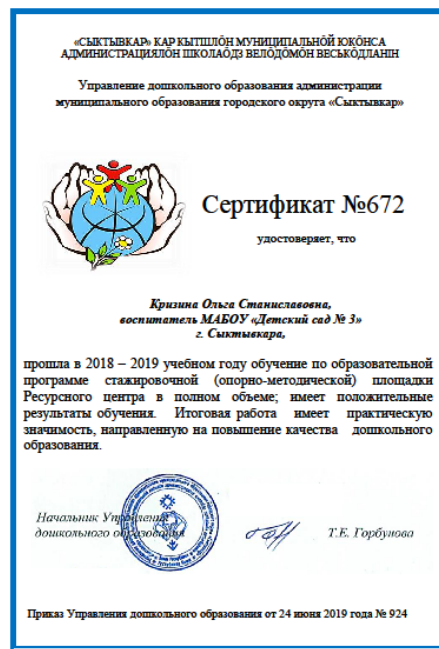 «СЫКТЫВКАР» КАР КЫТШЛӦН МУНИЦИПАЛЬНӦЙ ЮКӦНСА
АДМИНИСТРАЦИЯЛӦН ШКОЛАӦДЗ ВЕЛӦДӦМӦН ВЕСЬКӦДЛАНІН
Управление дошкольного образования администрации
муниципального образования городского округа «Сыктывкар»
Сертификат №672
удостоверяет, что
Кризина Ольга Станиславовна,
воспитатель МАБОУ «Детский сад № 3»
г. Сыктывкара,
прошла в 2018 – 2019 учебном году обучение по образовательной
программе стажировочной (опорно-методической) площадки
Ресурсного центра в полном объеме; имеет положительные
результаты обучения. Итоговая работа имеет практическую
значимость, направленную на повышение качества дошкольного
образования.
Начальник Управления
дошкольного образования Т.Е. Горбунова
Приказ Управления дошкольного образования от 24 июня 2019 года № 924